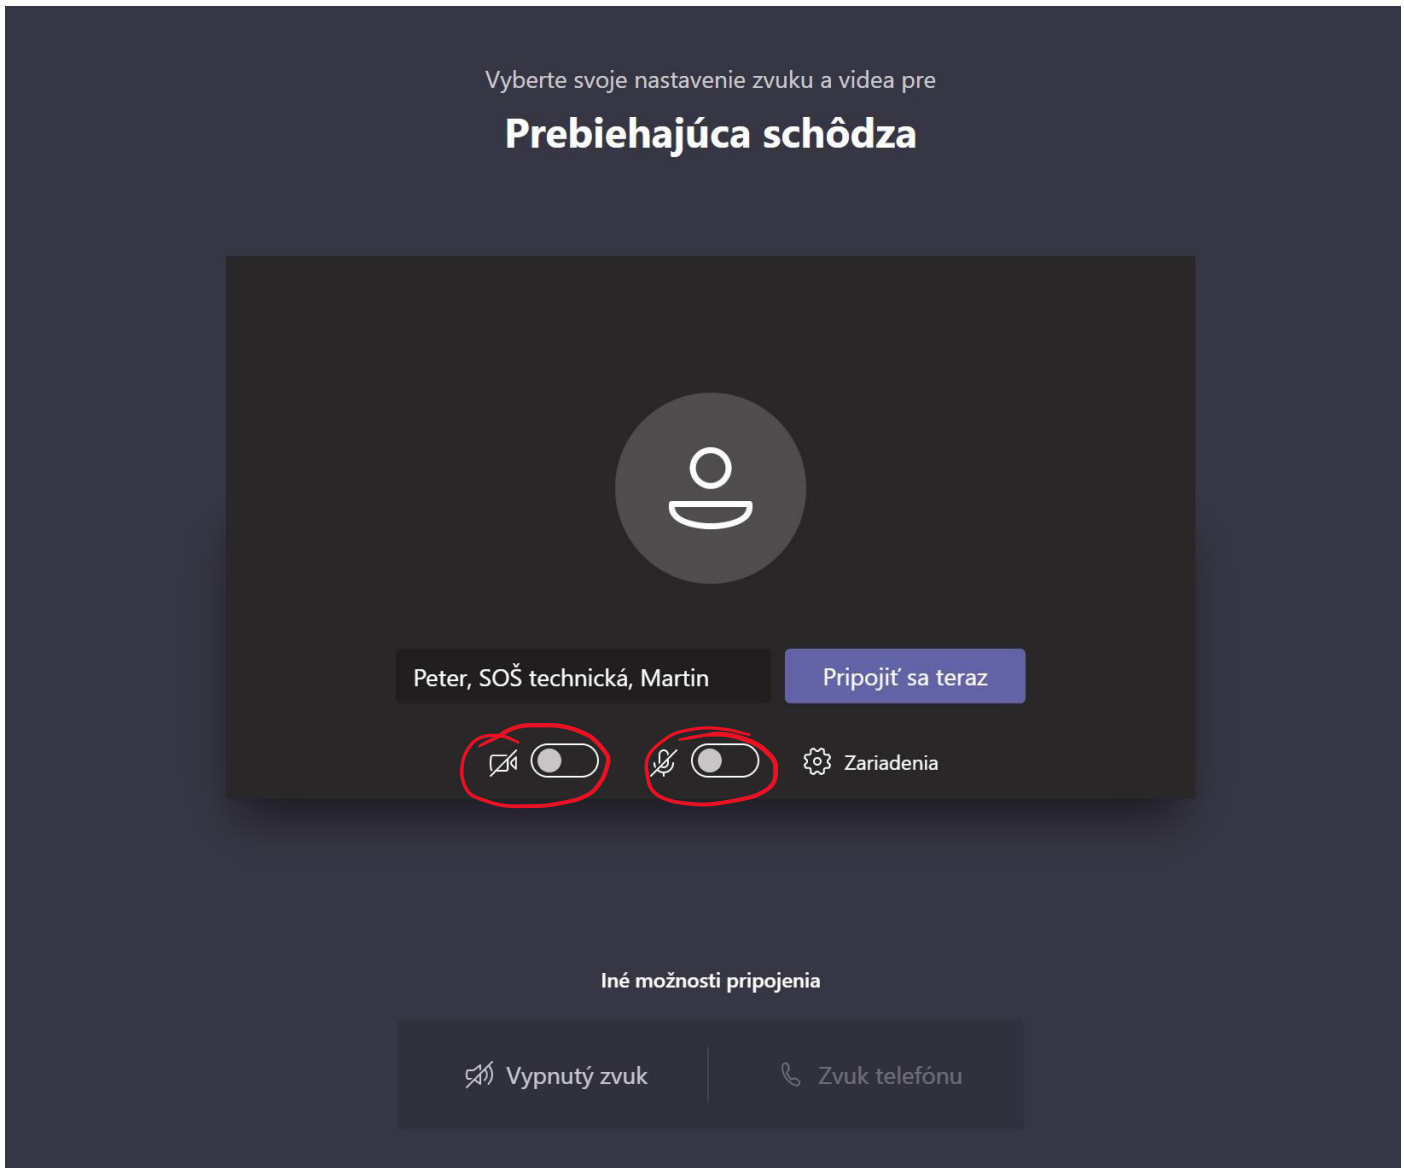 Vyberte svoje nastavenie zvuku a videa pre
Prebiehajúca schôdza
Peter, SOŠ technická, Martin
Pripojiť sa teraz
Zariadenia
Iné možnosti pripojenia
Vypnutý zvuk
Zvuk telefónu